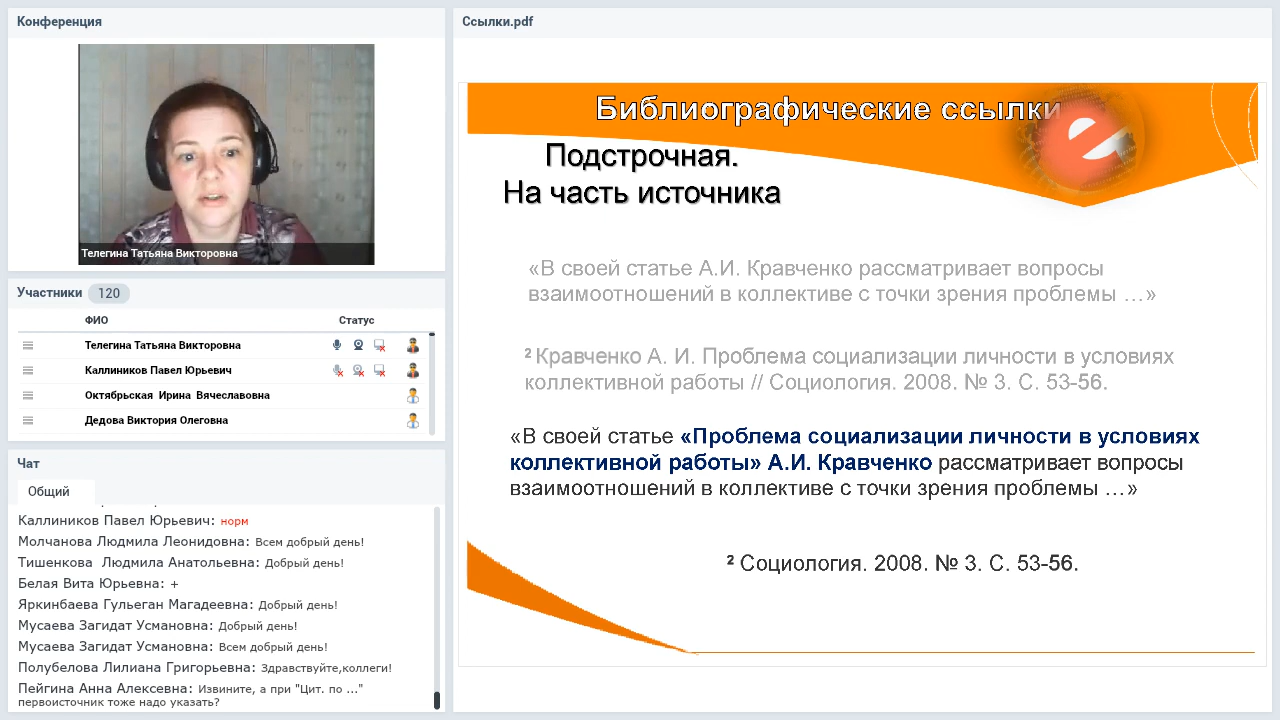 Конференция
Телегина Татьяна Викторовна
Участники 120
ФИО Статус
Телегина Татьяна Викторовна
Каллиников Павел Юрьевич
Октябрьская Ирина Вячеславовна
Дедова Виктория Олеговна
Чат
Общий
Каллиников Павел Юрьевич: норм
Молчанова Людмила Леонидовна: Всем добрый день!
Тишенкова Людмила Анатольевна: Добрый день!
Белая Вита Юрьевна: +
Яркинбаева Гульеган Магадеевна: Добрый день!
Мусаева Загидат Усмановна: Добрый день!
Мусаева Загидат Усмановна: Всем добрый день!
Полубелова Лилиана Григорьевна: Здравствуйте,коллеги!
Пейгина Анна Алексевна: Извините, а при "Цит. по ..."
первоисточник тоже надо указать?
Ссылки.pdf
Библиографические ссылки
Подстрочная.
На часть источника
«В своей статье А.И. Кравченко рассматривает вопросы
взаимоотношений в коллективе с точки зрения проблемы …»
² Кравченко А. И. Проблема социализации личности в условиях
коллективной работы // Социология. 2008. № 3. С. 53-56.
«В своей статье «Проблема социализации личности в условиях
коллективной работы» А.И. Кравченко рассматривает вопросы
взаимоотношений в коллективе с точки зрения проблемы …»
² Социология. 2008. № 3. С. 53-56.